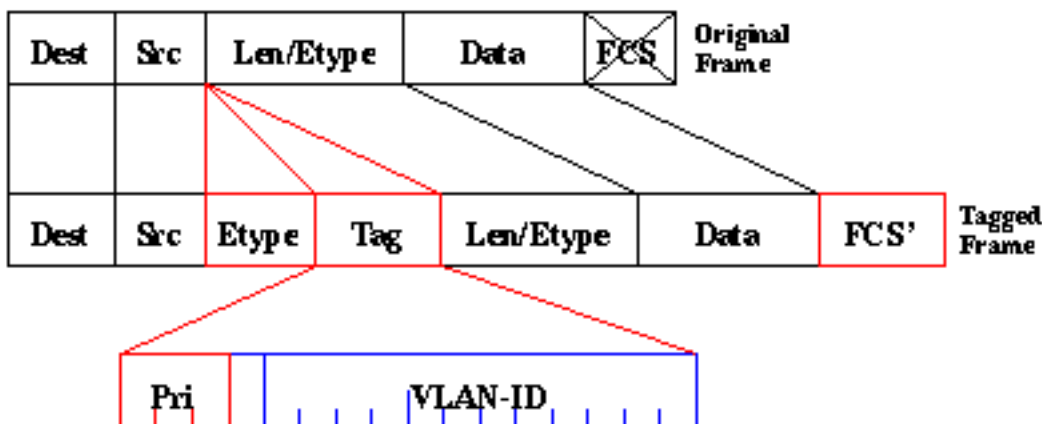 Dest Src Len/Etype Data FCS Original
Frame
Dest Src Etype Tag Len/Etype Data FCS’ Tagged
Frame
Pri VLAN-ID